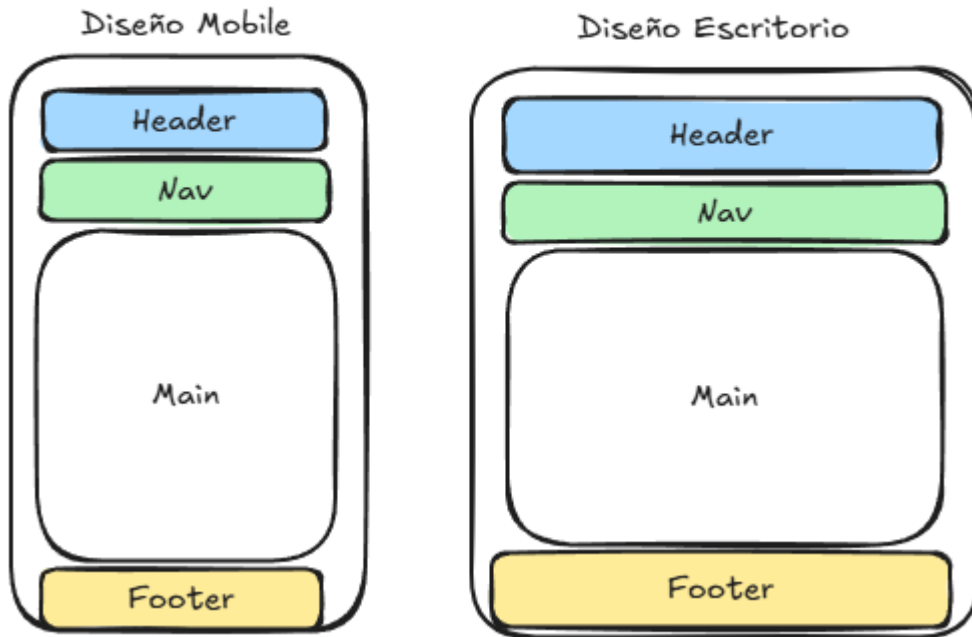 Diseño Mobile
Header
Nav
Main
Footer
Diseño Escritorio
Header
Nav
Main
Footer